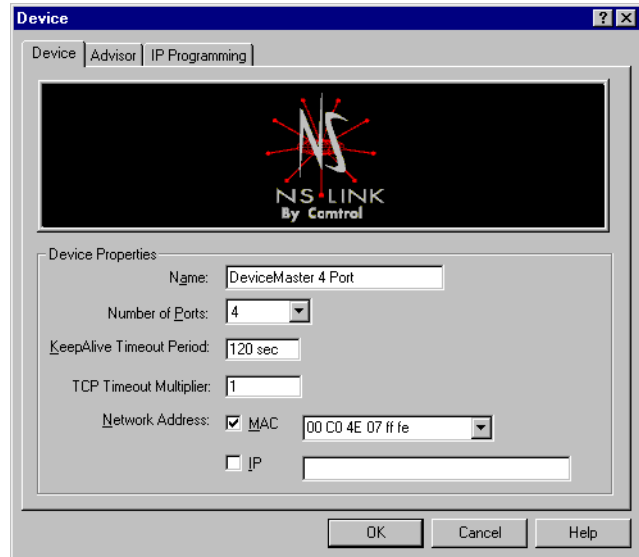 Device
Device Advisor IP Programming
NS
NS LINK
By Comtrol
Device Properties
Name: DeviceMaster 4 Port
Number of Ports: 4
KeepAlive Timeout Period: 120 sec
TCP Timeout Multiplier: 1
Network Address: MAC 00 C0 4E 07 ff fe
IP
OK Cancel Help